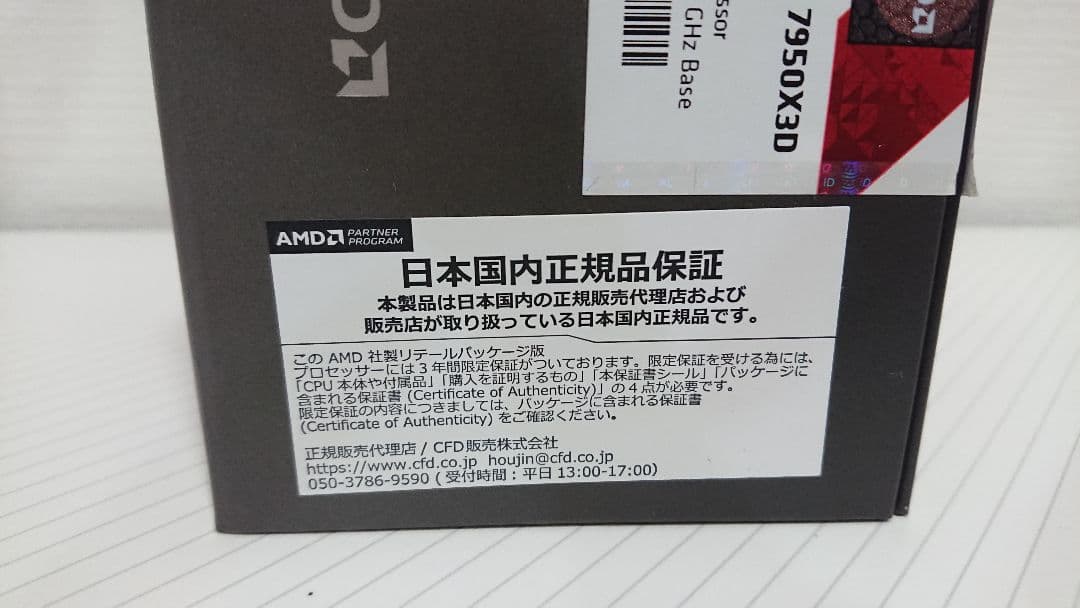 ssor
GHz Base
7950X3D
AMD PARTNER
PROGRAM
日本国内正規品保証
本製品は日本国内の正規販売代理店および
販売店が取り扱っている日本国内正規品です。
この AMD 社製リテールパッケージ版
プロセッサーには3年間限定保証がついております。限定保証を受ける為には、
「CPU 本体や付属品」「購入を証明するもの」「本保証書シール」「パッケージに
含まれる保証書 (Certificate of Authenticity)」の4点が必要です。
限定保証の内容につきましては、パッケージに含まれる保証書
(Certificate of Authenticity) をご確認ください。
正規販売代理店 / CFD販売株式会社
https://www.cfd.co.jp houjin@cfd.co.jp
050-3786-9590 (受付時間:平日13:00-17:00)